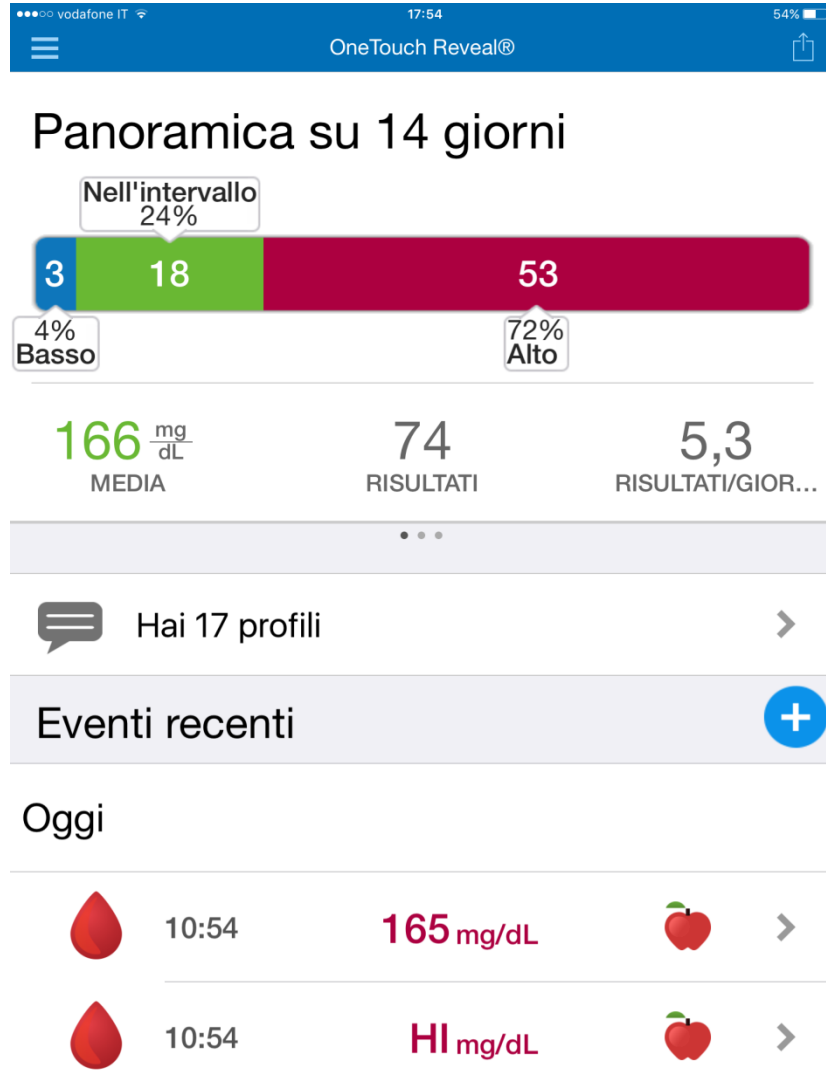 vodafone IT 17:54 54%
OneTouch Reveal®
Panoramica su 14 giorni
Nell'intervallo
24%
3 18 53
4%
Basso
72%
Alto
166 mg/dL
MEDIA
74
RISULTATI
5,3
RISULTATI/GIOR...
Hai 17 profili
Eventi recenti
Oggi
10:54 165 mg/dL
10:54 HI mg/dL